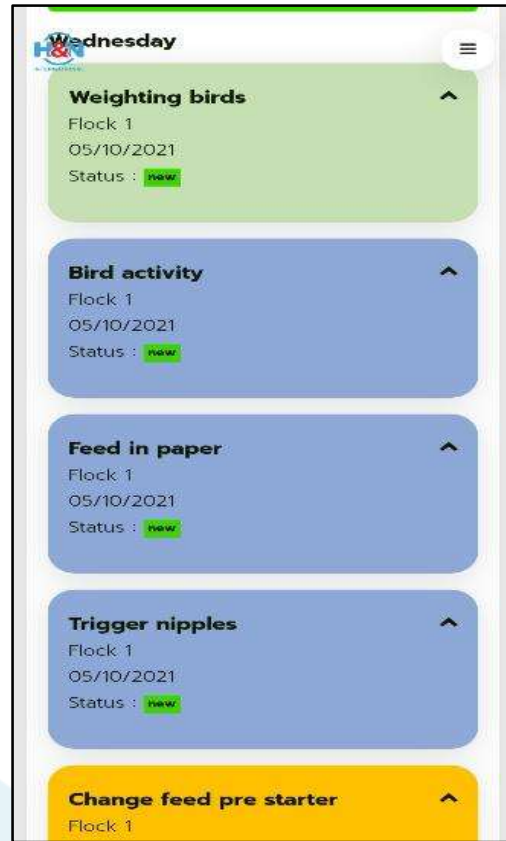 Wednesday
H&N
Weighting birds
Flock 1
05/10/2021
Status : new
Bird activity
Flock 1
05/10/2021
Status : new
Feed in paper
Flock 1
05/10/2021
Status : new
Trigger nipples
Flock 1
05/10/2021
Status : new
Change feed pre starter
Flock 1